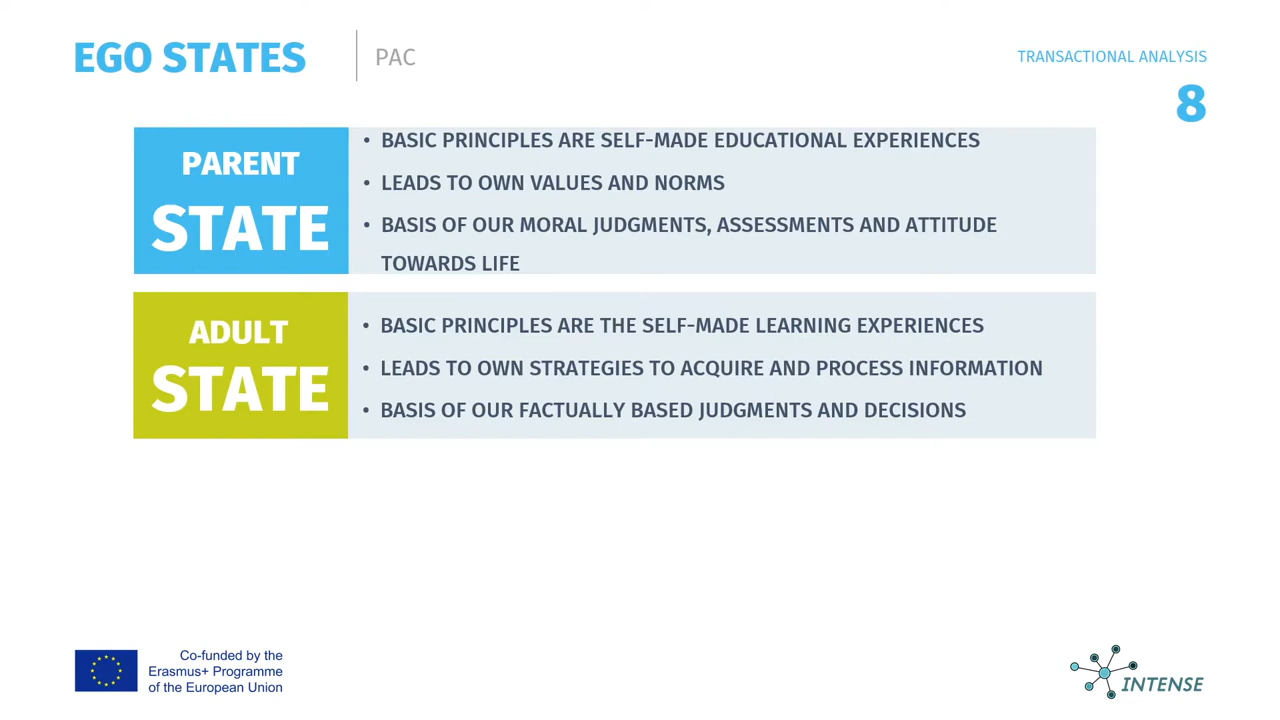 EGO STATES
PAC
TRANSACTIONAL ANALYSIS
8
PARENT
STATE
• BASIC PRINCIPLES ARE SELF-MADE EDUCATIONAL EXPERIENCES
• LEADS TO OWN VALUES AND NORMS
• BASIS OF OUR MORAL JUDGMENTS, ASSESSMENTS AND ATTITUDE
TOWARDS LIFE
ADULT
STATE
• BASIC PRINCIPLES ARE THE SELF-MADE LEARNING EXPERIENCES
• LEADS TO OWN STRATEGIES TO ACQUIRE AND PROCESS INFORMATION
• BASIS OF OUR FACTUALLY BASED JUDGMENTS AND DECISIONS
Co-funded by the
Erasmus+ Programme
of the European Union
INTENSE